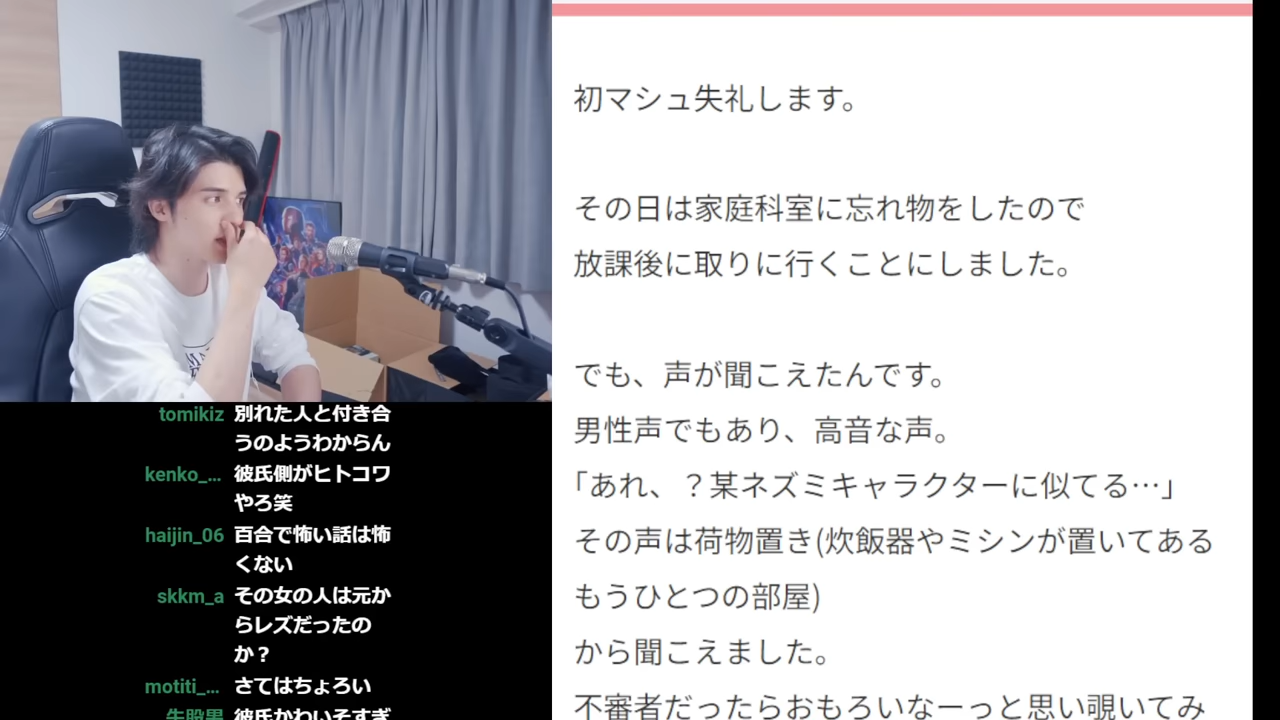 初マシュ失礼します。
その日は家庭科室に忘れ物をしたので
放課後に取りに行くことにしました。
でも、声が聞こえたんです。
男性声でもあり、高音な声。
「あれ、？某ネズミキャラクターに似てる…」
その声は荷物置き(炊飯器やミシンが置いてある
もうひとつの部屋)
から聞こえました。
不審者だったらおもろいなーっと思い覗いてみ
tomikiz 別れた人と付き合
うのようわからん
kenko_… 彼氏側がヒトコワ
やろ笑
haijin_06 百合で怖い話は怖
くない
skkm_a その女の人は元か
らレズだったの
か？
motiti_… さてはちょろい
彼氏かわいそすぎ